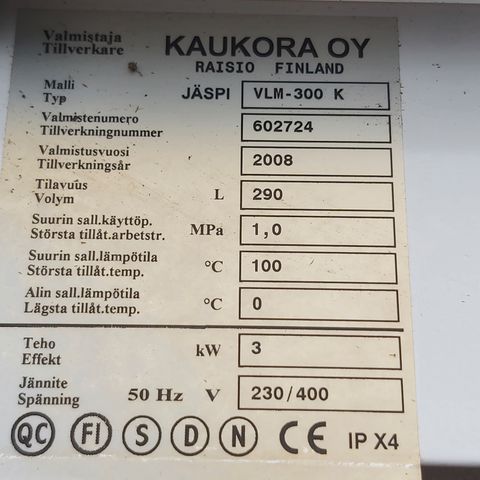 Valmistaja
Tillverkare
KAUKORA OY
RAISIO FINLAND
Malli
Typ
JÄSPI VLM-300 K
Valmistenumero
Tillverkningnummer
602724
Valmistusvuosi
Tillverkningsår
2008
Tilavuus
Volym
L 290
Suurin sall.käyttöp.
Största tillåt.arbetstr.
MPa 1,0
Suurin sall.lämpötila
Största tillåt.temp.
°C 100
Alin sall.lämpötila
Lägsta tillåt.temp.
°C 0
Teho
Effekt
kW 3
Jännite
Spänning
50 Hz V 230/400
QC FI S D N CE IP X4